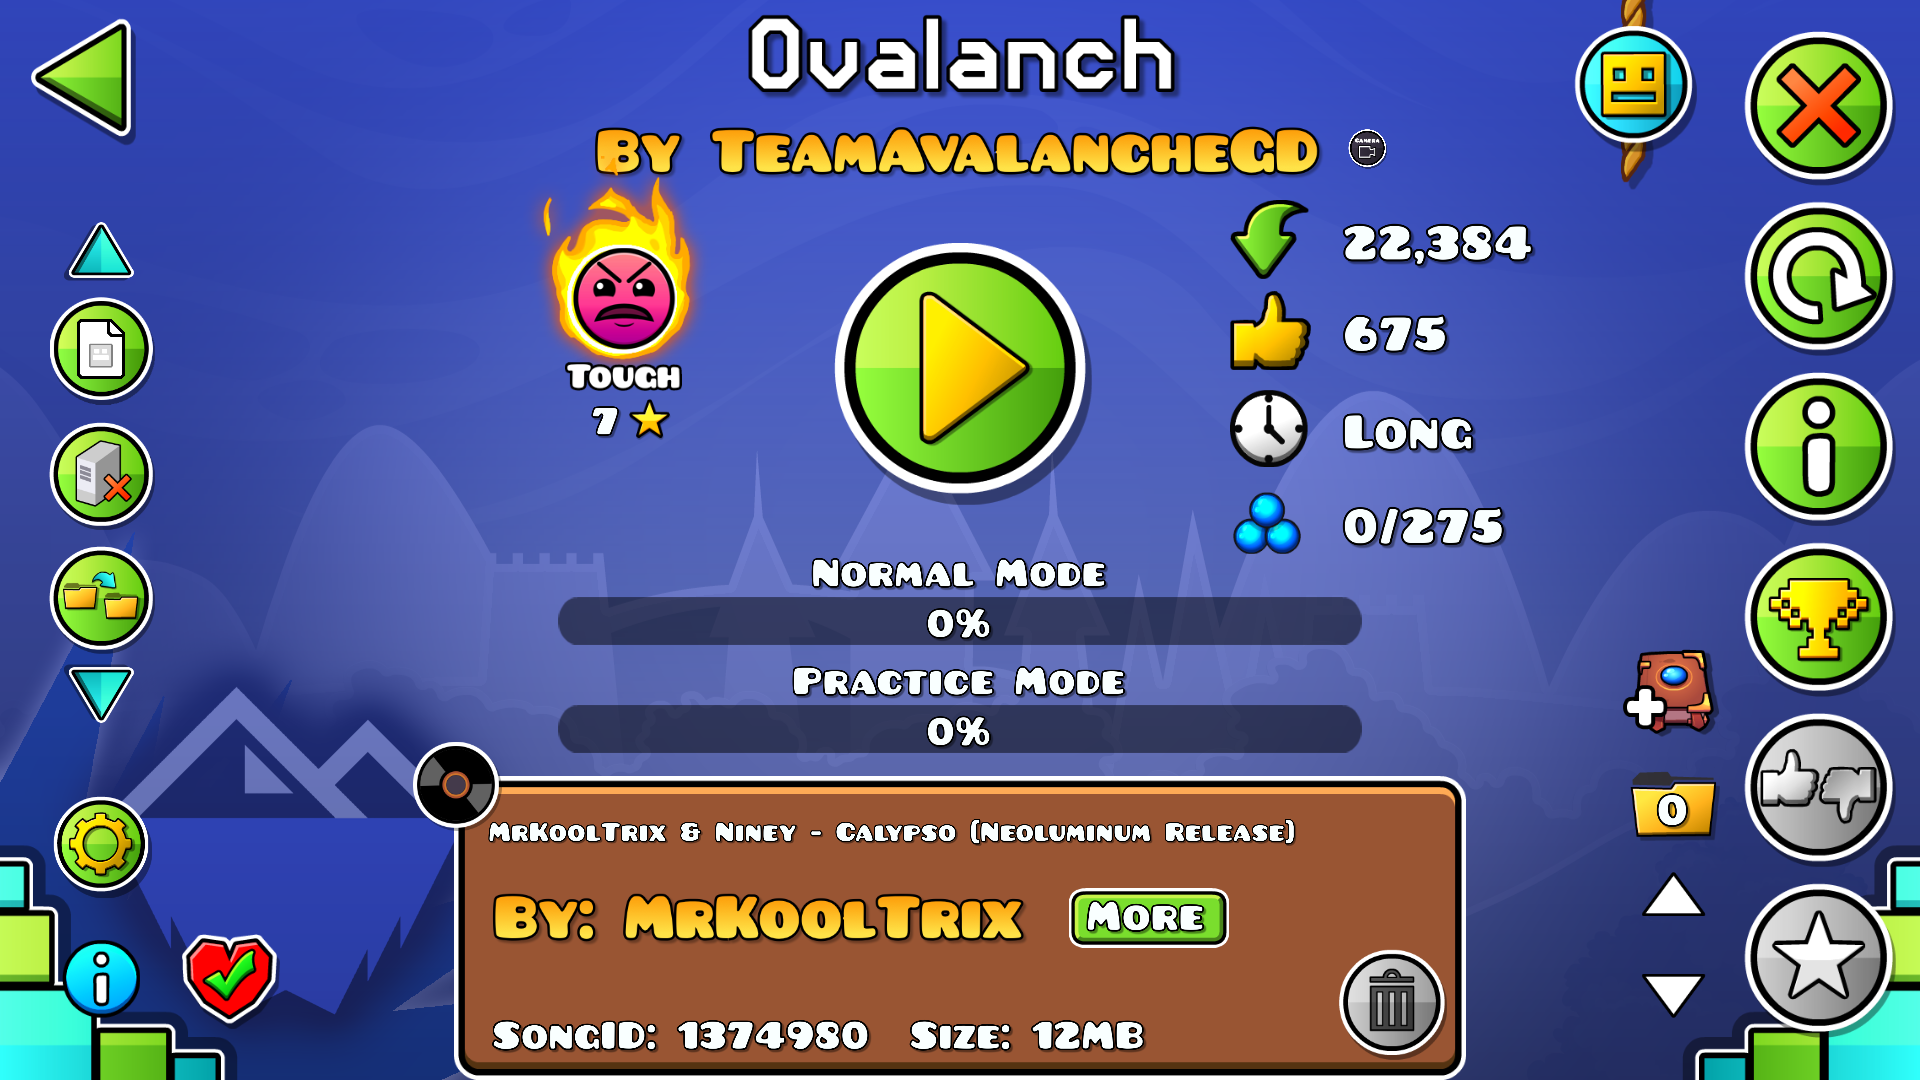 Ovalanch
By TeamAvalancheGD
CAMERA
22,384
675
Tough
7
Long
0/275
Normal Mode
0%
Practice Mode
0%
0
MrKoolTrix & Niney - Calypso (Neoluminum Release)
By: MrKoolTrix
More
SongID: 1374980 Size: 12MB